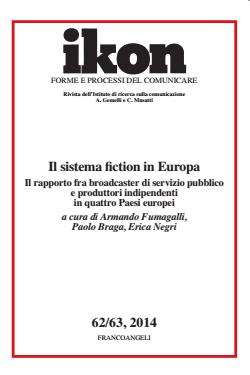 ikon
FORME E PROCESSI DEL COMUNICARE
Rivista dell'Istituto di ricerca sulla comunicazione
A. Gemelli e C. Musatti
Il sistema fiction in Europa
Il rapporto fra broadcaster di servizio pubblico
e produttori indipendenti
in quattro Paesi europei
a cura di Armando Fumagalli,
Paolo Braga, Erica Negri
62/63, 2014
FRANCOANGELI